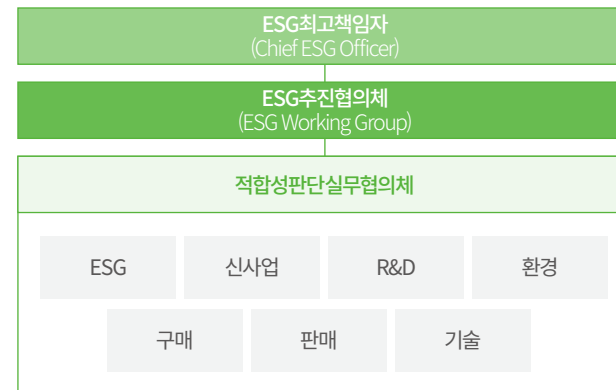 ESG최고책임자
(Chief ESG Officer)
ESG추진협의체
(ESG Working Group)
적합성판단실무협의체
ESG 신사업 R&D 환경
구매 판매 기술